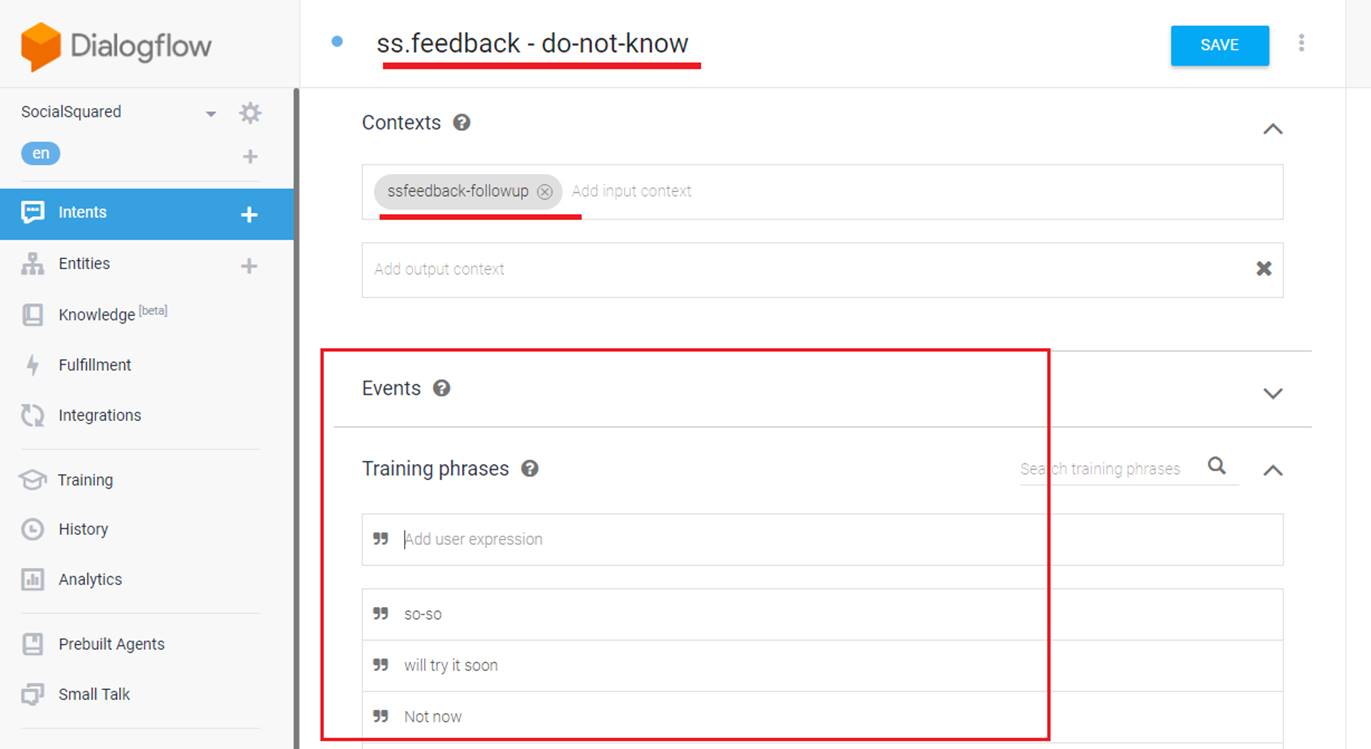 Dialogflow
ss.feedback - do-not-know
SAVE
SocialSquared
en
Intents
Entities
Knowledge [beta]
Fulfillment
Integrations
Training
History
Analytics
Prebuilt Agents
Small Talk
Contexts
ssfeedback-followup
Add input context
Add output context
Events
Training phrases
Search training phrases
Add user expression
so-so
will try it soon
Not now